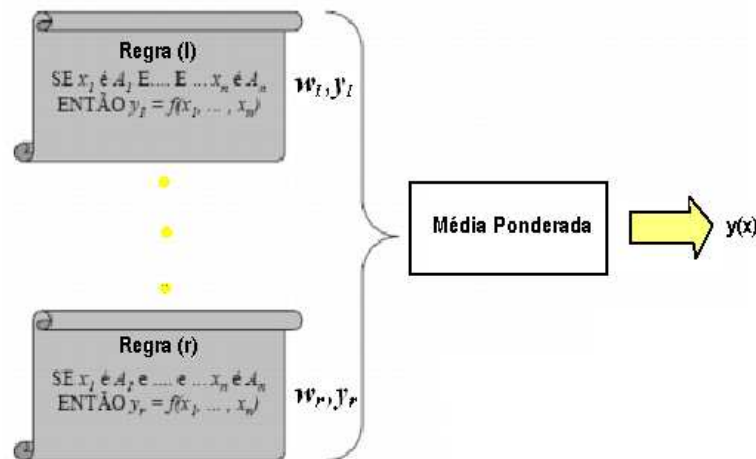 Regra (I)
SE x₁ é A₁ E.... E ... xₙ é Aₙ
ENTÃO y₁ = f(x₁, ... , xₙ)
w₁,y₁
Média Ponderada
y(x)
Regra (r)
SE x₁ é A₁ e .... e ... xₙ é Aₙ
ENTÃO yᵣ = f(x₁, ... , xₙ)
wᵣ,yᵣ